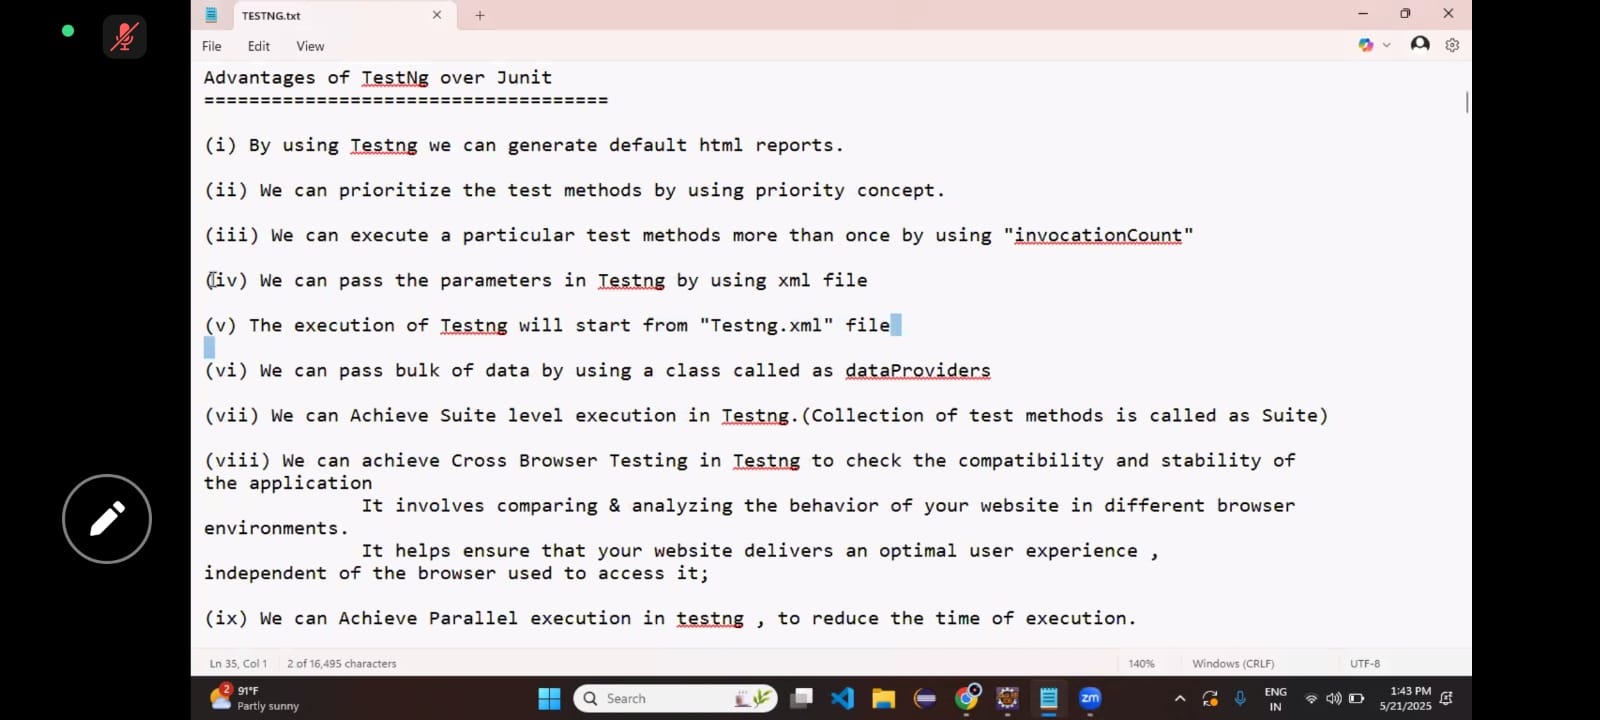 TESTNG.txt
File Edit View
Advantages of TestNg over Junit
====================================
(i) By using Testng we can generate default html reports.
(ii) We can prioritize the test methods by using priority concept.
(iii) We can execute a particular test methods more than once by using "invocationCount"
(iv) We can pass the parameters in Testng by using xml file
(v) The execution of Testng will start from "Testng.xml" file
(vi) We can pass bulk of data by using a class called as dataProviders
(vii) We can Achieve Suite level execution in Testng.(Collection of test methods is called as Suite)
(viii) We can achieve Cross Browser Testing in Testng to check the compatibility and stability of
the application
It involves comparing & analyzing the behavior of your website in different browser
environments.
It helps ensure that your website delivers an optimal user experience ,
independent of the browser used to access it;
(ix) We can Achieve Parallel execution in testng , to reduce the time of execution.
Ln 35, Col 1 2 of 16,495 characters 140% Windows (CRLF) UTF-8
2 91°F
Partly sunny
Search
zm
ENG
IN
1:43 PM
5/21/2025